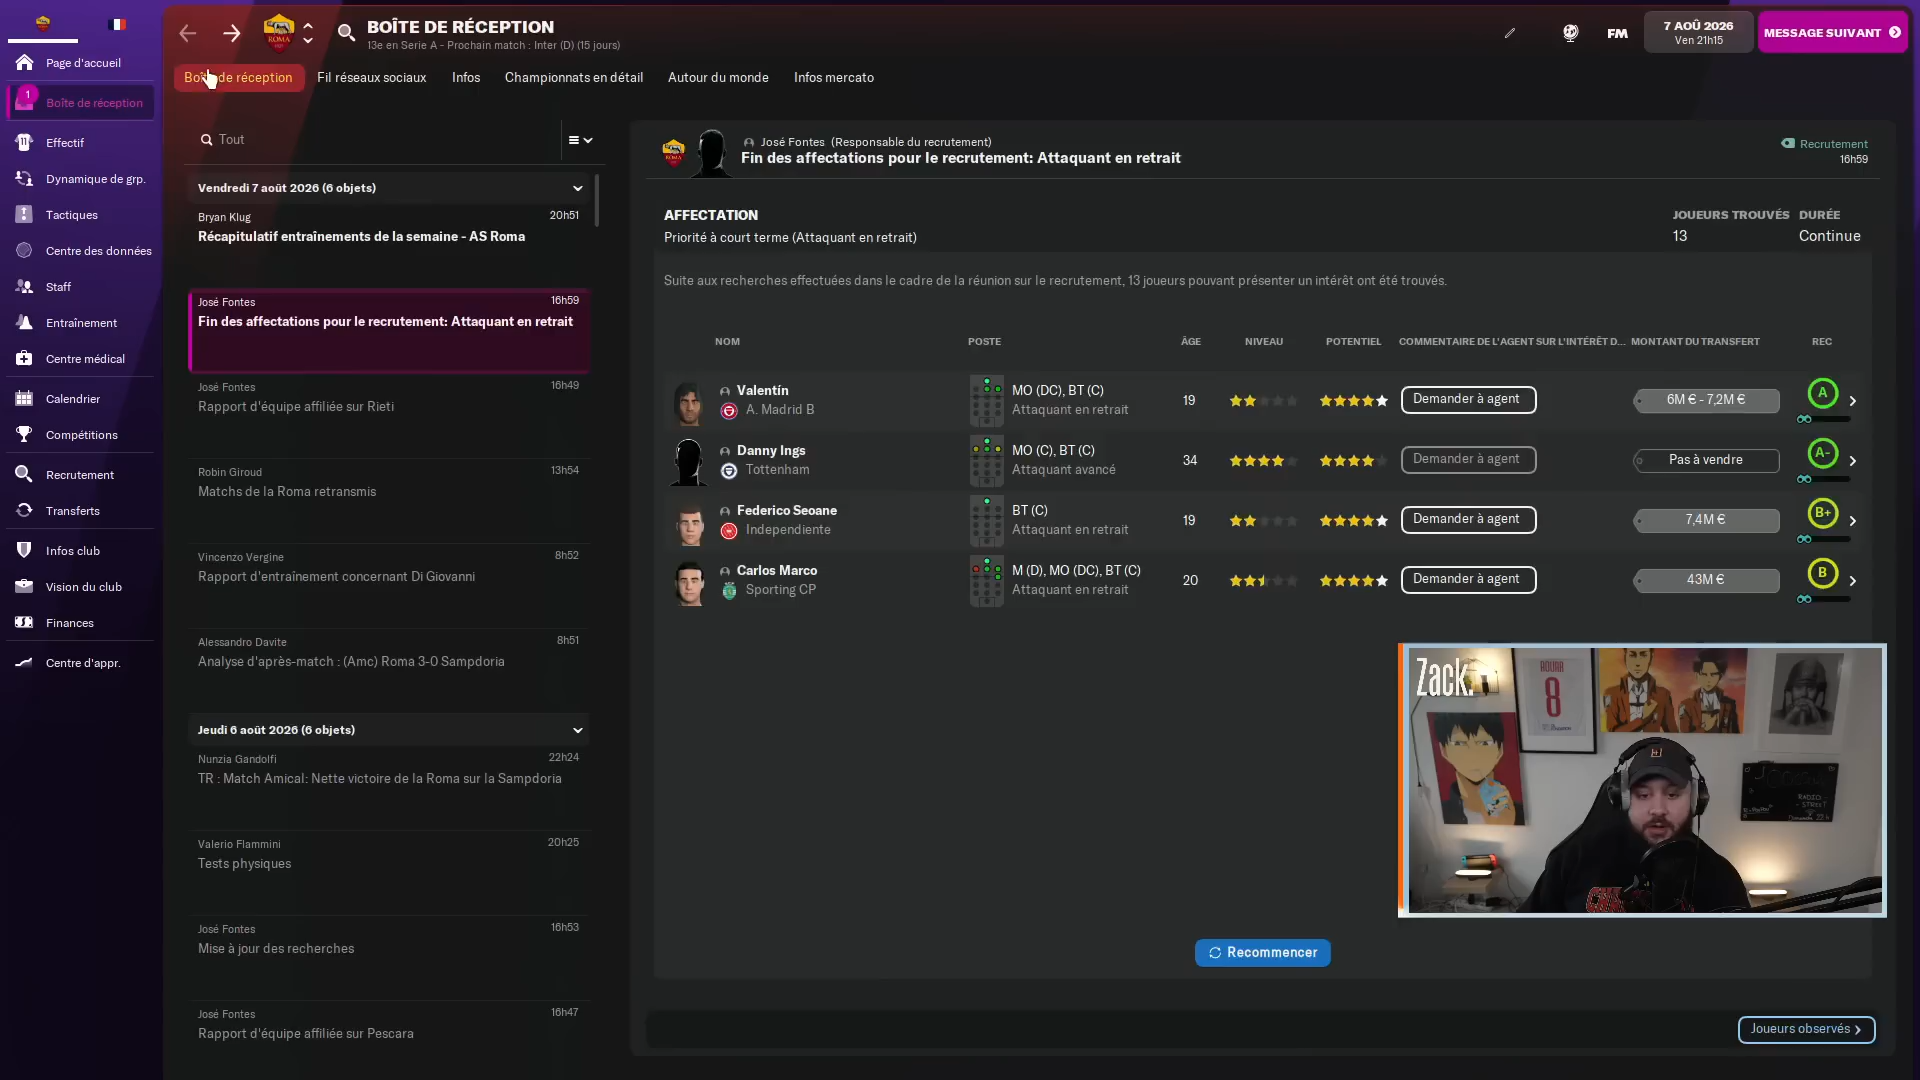 BOÎTE DE RÉCEPTION
13e en Serie A - Prochain match : Inter (D) (15 jours)
FM
7 AOÛ 2026
Ven 21h15
MESSAGE SUIVANT
Page d'accueil
1
Boîte de réception
Effectif
Dynamique de grp.
Tactiques
Centre des données
Staff
Entraînement
Centre médical
Calendrier
Compétitions
Recrutement
Transferts
Infos club
Vision du club
Finances
Centre d'appr.
Boîte de réception
Fil réseaux sociaux
Infos
Championnats en détail
Autour du monde
Infos mercato
Tout
Vendredi 7 août 2026 (6 objets)
Bryan Klug 20h51
Récapitulatif entraînements de la semaine - AS Roma
José Fontes 16h59
Fin des affectations pour le recrutement: Attaquant en retrait
José Fontes 16h49
Rapport d'équipe affiliée sur Rieti
Robin Giroud 13h54
Matchs de la Roma retransmis
Vincenzo Vergine 8h52
Rapport d'entraînement concernant Di Giovanni
Alessandro Davite 8h51
Analyse d'après-match : (Amc) Roma 3-0 Sampdoria
Jeudi 6 août 2026 (6 objets)
Nunzia Gandolfi 22h24
TR : Match Amical: Nette victoire de la Roma sur la Sampdoria
Valerio Flammini 20h25
Tests physiques
José Fontes 16h53
Mise à jour des recherches
José Fontes 16h47
Rapport d'équipe affiliée sur Pescara
José Fontes (Responsable du recrutement)
Fin des affectations pour le recrutement: Attaquant en retrait
Recrutement
16h59
AFFECTATION
Priorité à court terme (Attaquant en retrait)
JOUEURS TROUVÉS DURÉE
13 Continue
Suite aux recherches effectuées dans le cadre de la réunion sur le recrutement, 13 joueurs pouvant présenter un intérêt ont été trouvés.
NOM POSTE ÂGE NIVEAU POTENTIEL COMMENTAIRE DE L'AGENT SUR L'INTÉRÊT D... MONTANT DU TRANSFERT REC
Valentín MO (DC), BT (C) 19 Demander à agent 6M € - 7,2M € A
A. Madrid B Attaquant en retrait
Danny Ings MO (C), BT (C) 34 Demander à agent Pas à vendre A-
Tottenham Attaquant avancé
Federico Seoane BT (C) 19 Demander à agent 7,4M € B+
Independiente Attaquant en retrait
Carlos Marco M (D), MO (DC), BT (C) 20 Demander à agent 43M € B
Sporting CP Attaquant en retrait
Zack.
AOUAR
8
RADIO -
STREET
Recommencer
Joueurs observés